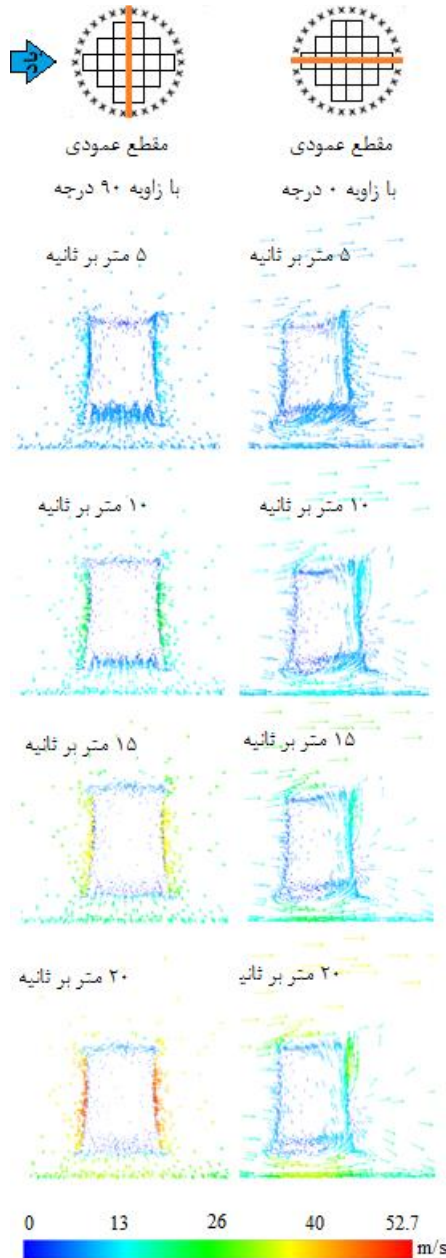 باد
مقطع عمودی
با زاویه ۹۰ درجه
مقطع عمودی
با زاویه ۰ درجه
۵ متر بر ثانیه
۵ متر بر ثانیه
۱۰ متر بر ثانیه
۱۰ متر بر ثانیه
۱۵ متر بر ثانیه
۱۵ متر بر ثانیه
۲۰ متر بر ثانیه
۲۰ متر بر ثانیه
0 13 26 40 52.7
m/s